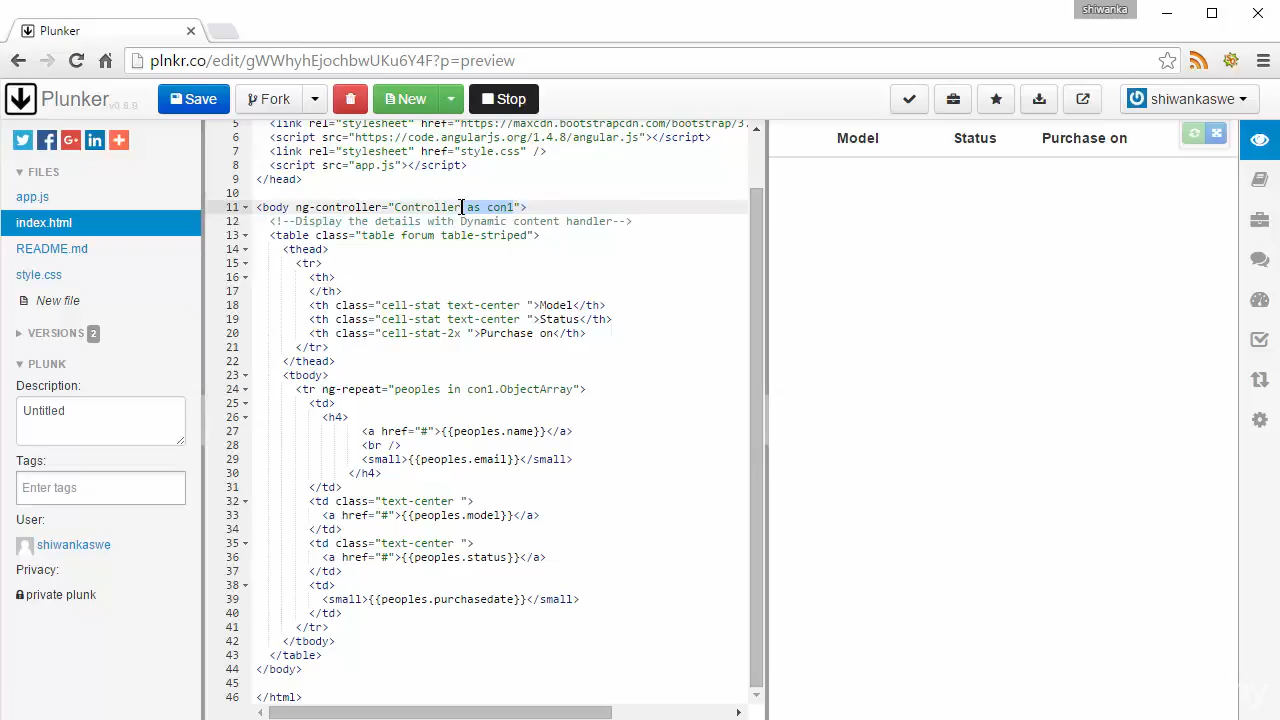 shiwanka
Plunker
plnkr.co/edit/gWWhyhEjochbwUKu6Y4F?p=preview
Plunker v0.8.9 Save Fork New Stop shiwankaswe
FILES
app.js
index.html
README.md
style.css
New file
VERSIONS 2
PLUNK
Description:
Untitled
Tags:
Enter tags
User:
shiwankaswe
Privacy:
private plunk
5 <link rel="stylesheet" href="https://maxcdn.bootstrapcdn.com/bootstrap/3.
6 <script src="https://code.angularjs.org/1.4.8/angular.js"></script>
7 <link rel="stylesheet" href="style.css" />
8 <script src="app.js"></script>
9 </head>
10
11 <body ng-controller="Controller as con1">
12 <!--Display the details with Dynamic content handler-->
13 <table class="table forum table-striped">
14 <thead>
15 <tr>
16 <th>
17 </th>
18 <th class="cell-stat text-center ">Model</th>
19 <th class="cell-stat text-center ">Status</th>
20 <th class="cell-stat-2x ">Purchase on</th>
21 </tr>
22 </thead>
23 <tbody>
24 <tr ng-repeat="peoples in con1.ObjectArray">
25 <td>
26 <h4>
27 <a href="#">{{peoples.name}}</a>
28 <br />
29 <small>{{peoples.email}}</small>
30 </h4>
31 </td>
32 <td class="text-center ">
33 <a href="#">{{peoples.model}}</a>
34 </td>
35 <td class="text-center ">
36 <a href="#">{{peoples.status}}</a>
37 </td>
38 <td>
39 <small>{{peoples.purchasedate}}</small>
40 </td>
41 </tr>
42 </tbody>
43 </table>
44 </body>
45
46 </html>
Model Status Purchase on